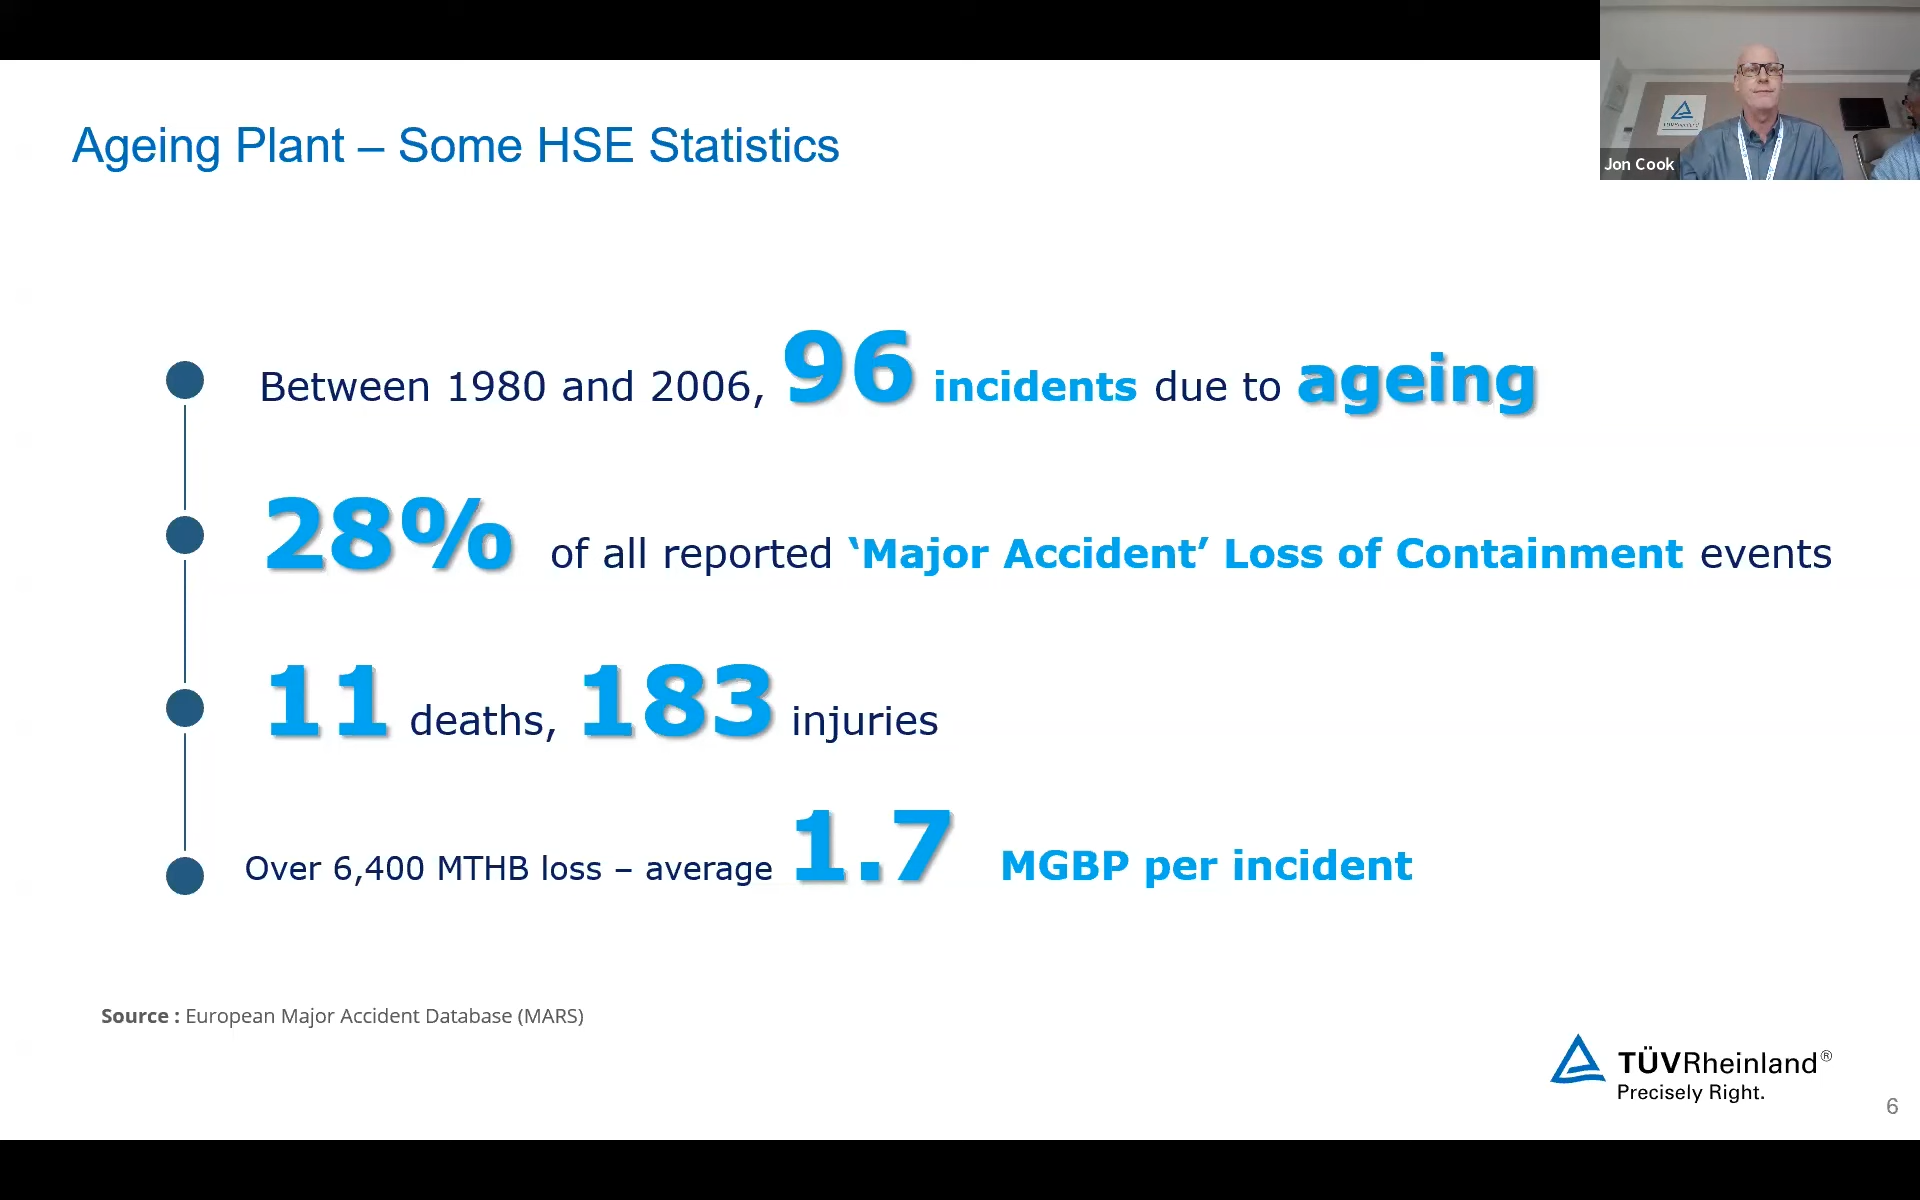 Ageing Plant – Some HSE Statistics
Jon Cook
Between 1980 and 2006, 96 incidents due to ageing
28% of all reported ‘Major Accident’ Loss of Containment events
11 deaths, 183 injuries
Over 6,400 MTHB loss – average 1.7 MGBP per incident
Source : European Major Accident Database (MARS)
TÜVRheinland®
Precisely Right.
6